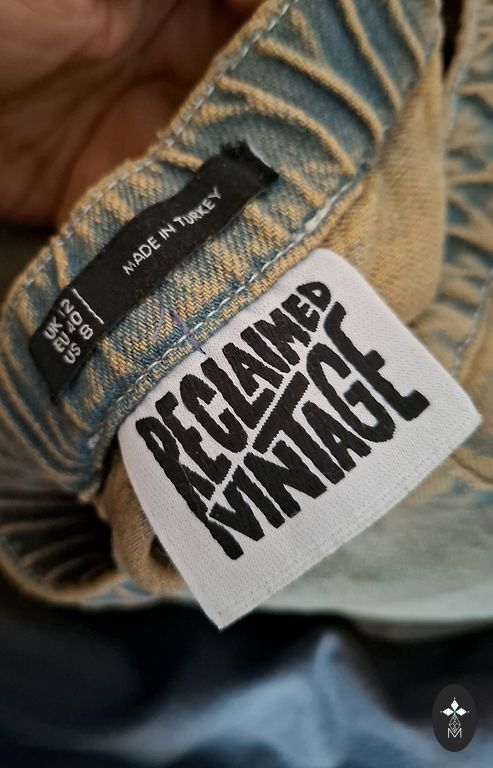 MADE IN TURKEY
UK 12
EU 40
US 8
RECLAIMED
VINTAGE
M